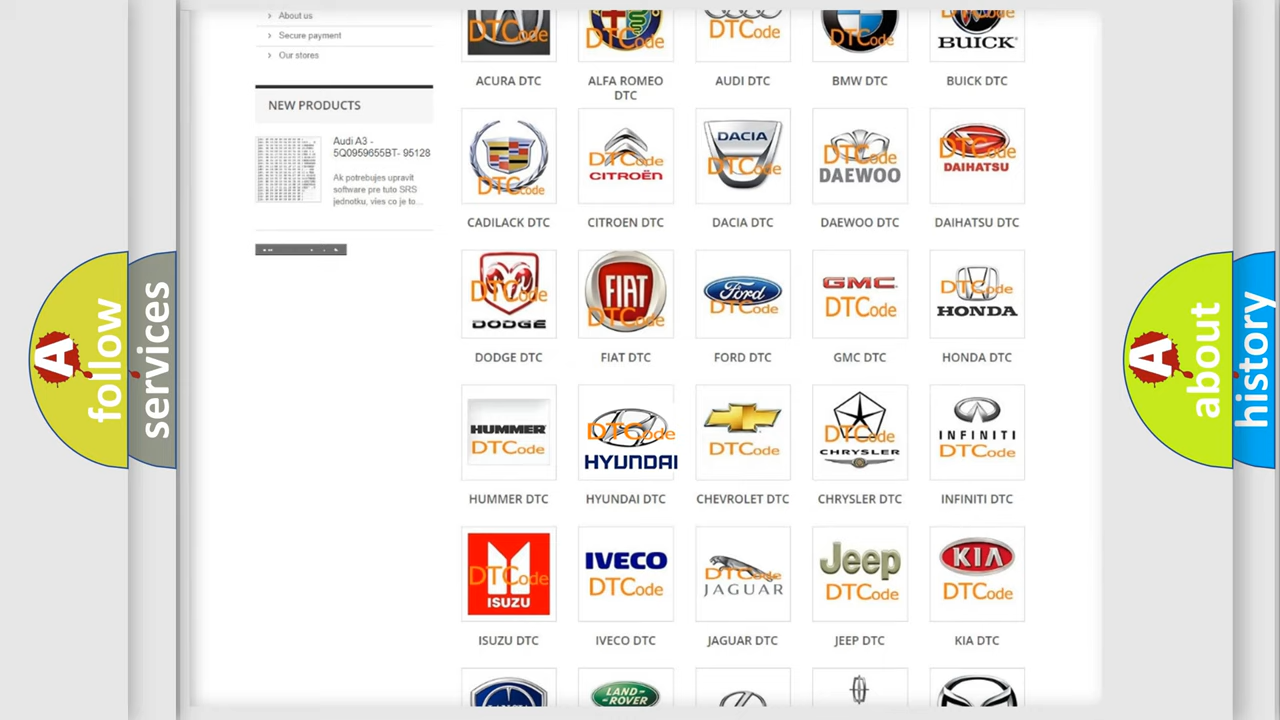 About us
Secure payment
Our stores
NEW PRODUCTS
Audi A3 -
5Q0959655BT- 95128
Ak potrebujes upravit
software pre tuto SRS
jednotku, vies co je to...
DTCode
DTCode
DTCode
DTCode
BUICK
ACURA DTC
ALFA ROMEO
DTC
AUDI DTC
BMW DTC
BUICK DTC
DTCode
DTCode
CITROËN
DACIA
DTCode
DTCode
DAEWOO
DTCode
DAIHATSU
CADILACK DTC
CITROEN DTC
DACIA DTC
DAEWOO DTC
DAIHATSU DTC
DTCode
DODGE
FIAT
DTCode
Ford
DTCode
GMC
DTCode
DTCode
HONDA
DODGE DTC
FIAT DTC
FORD DTC
GMC DTC
HONDA DTC
HUMMER
DTCode
DTCode
HYUNDAI
DTCode
DTCode
CHRYSLER
INFINITI
DTCode
HUMMER DTC
HYUNDAI DTC
CHEVROLET DTC
CHRYSLER DTC
INFINITI DTC
DTCode
ISUZU
IVECO
DTCode
DTCode
JAGUAR
Jeep
DTCode
KIA
DTCode
ISUZU DTC
IVECO DTC
JAGUAR DTC
JEEP DTC
KIA DTC
LAND-
ROVER
A
follow
services
A
about
history